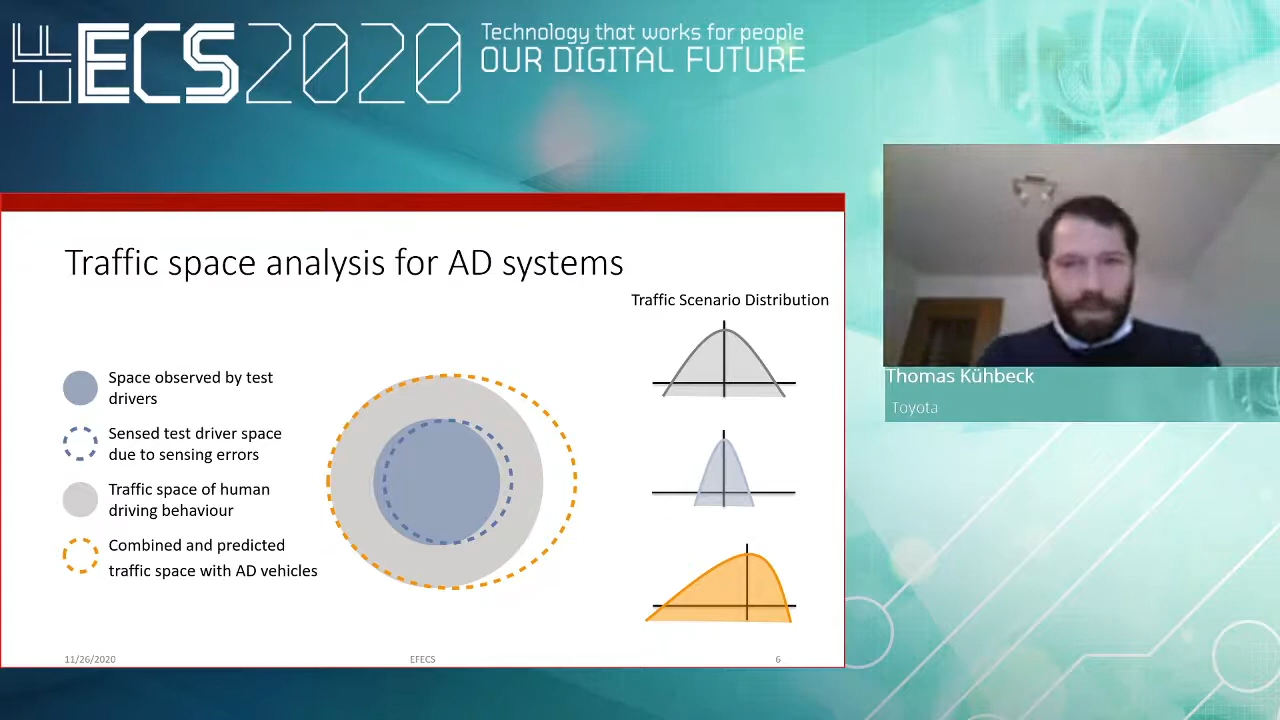 EFECS2020
Technology that works for people
OUR DIGITAL FUTURE
Traffic space analysis for AD systems
Traffic Scenario Distribution
Space observed by test
drivers
Sensed test driver space
due to sensing errors
Traffic space of human
driving behaviour
Combined and predicted
traffic space with AD vehicles
11/26/2020
EFECS
6
Thomas Kühbeck
Toyota